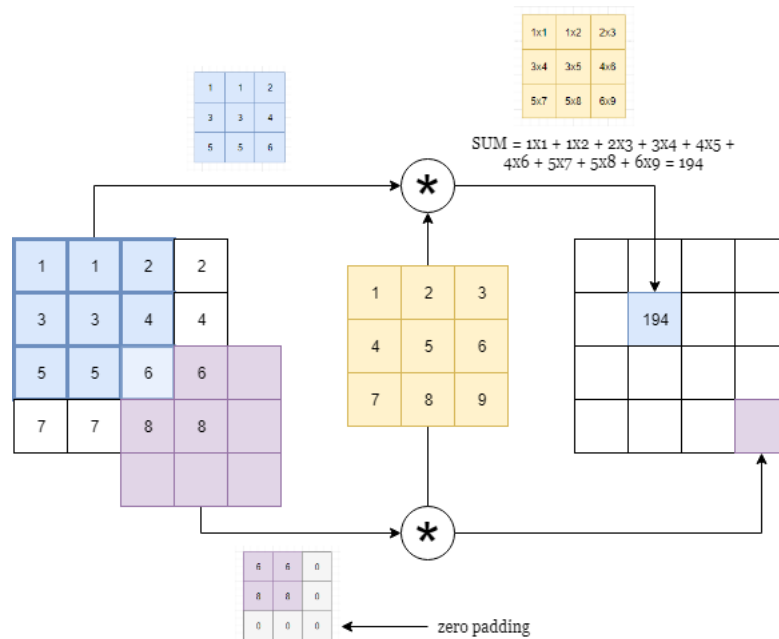 1x1 1x2 2x3
3x4 3x5 4x6
5x7 5x8 6x9
1 1 2
3 3 4
5 5 6
SUM = 1x1 + 1x2 + 2x3 + 3x4 + 4x5 +
4x6 + 5x7 + 5x8 + 6x9 = 194
*
1 1 2 2
3 3 4 4
5 5 6 6
7 7 8 8
1 2 3
4 5 6
7 8 9
194
*
6 6 0
8 8 0
0 0 0
zero padding